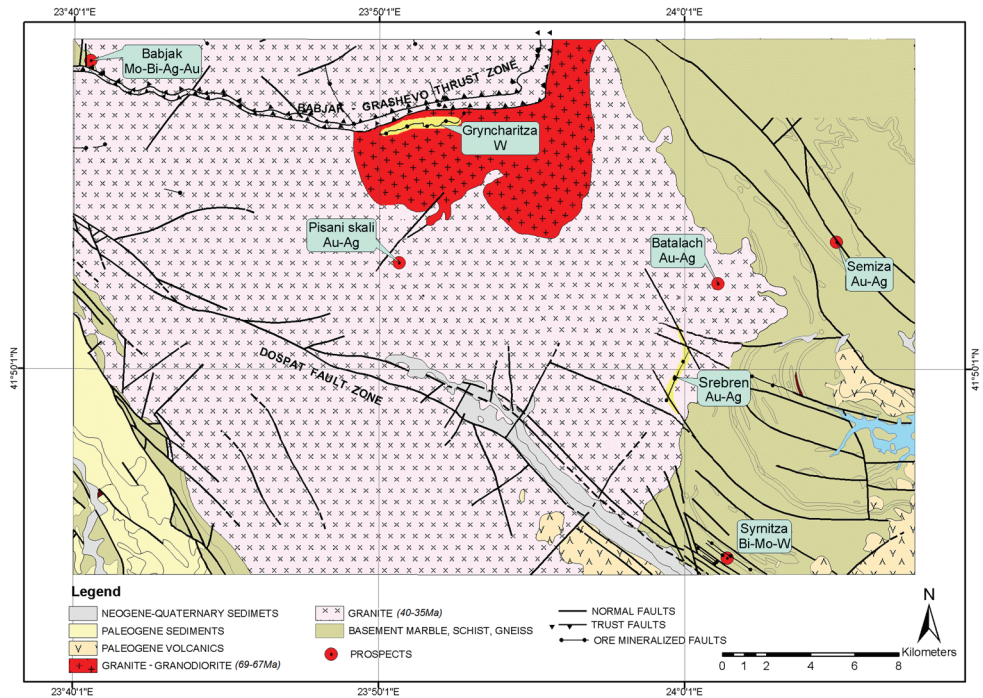 23°40'1"E
23°50'1"E
24°0'1"E
Babjak
Mo-Bi-Ag-Au
BABJAK GRASHEVO THRUST ZONE
Gryncharitza
W
Pisani skali
Au-Ag
Batalach
Au-Ag
Semiza
Au-Ag
41°50'1"N
41°50'1"N
DOSPAT FAULT ZONE
Srebren
Au-Ag
Syrnitza
Bi-Mo-W
Legend
NEOGENE-QUATERNARY SEDIMETS
PALEOGENE SEDIMENTS
PALEOGENE VOLCANICS
GRANITE - GRANODIORITE (69-67Ma)
GRANITE (40-35Ma)
BASEMENT MARBLE, SCHIST, GNEISS
PROSPECTS
NORMAL FAULTS
TRUST FAULTS
ORE MINERALIZED FAULTS
N
Kilometers
0 1 2 4 6 8
23°40'1"E
23°50'1"E
24°0'1"E